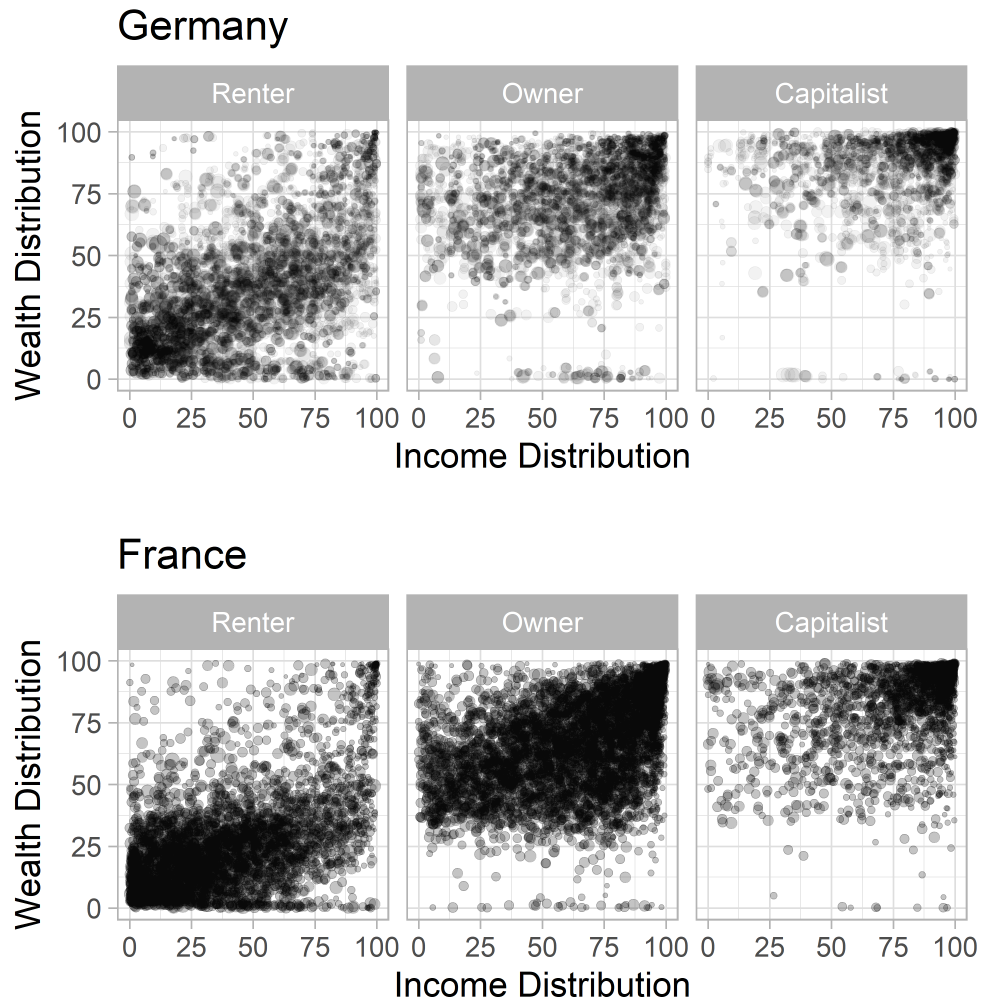 Germany
Renter Owner Capitalist
Wealth Distribution
100
75
50
25
0
0 25 50 75 100 0 25 50 75 100 0 25 50 75 100
Income Distribution
France
Renter Owner Capitalist
Wealth Distribution
100
75
50
25
0
0 25 50 75 100 0 25 50 75 100 0 25 50 75 100
Income Distribution